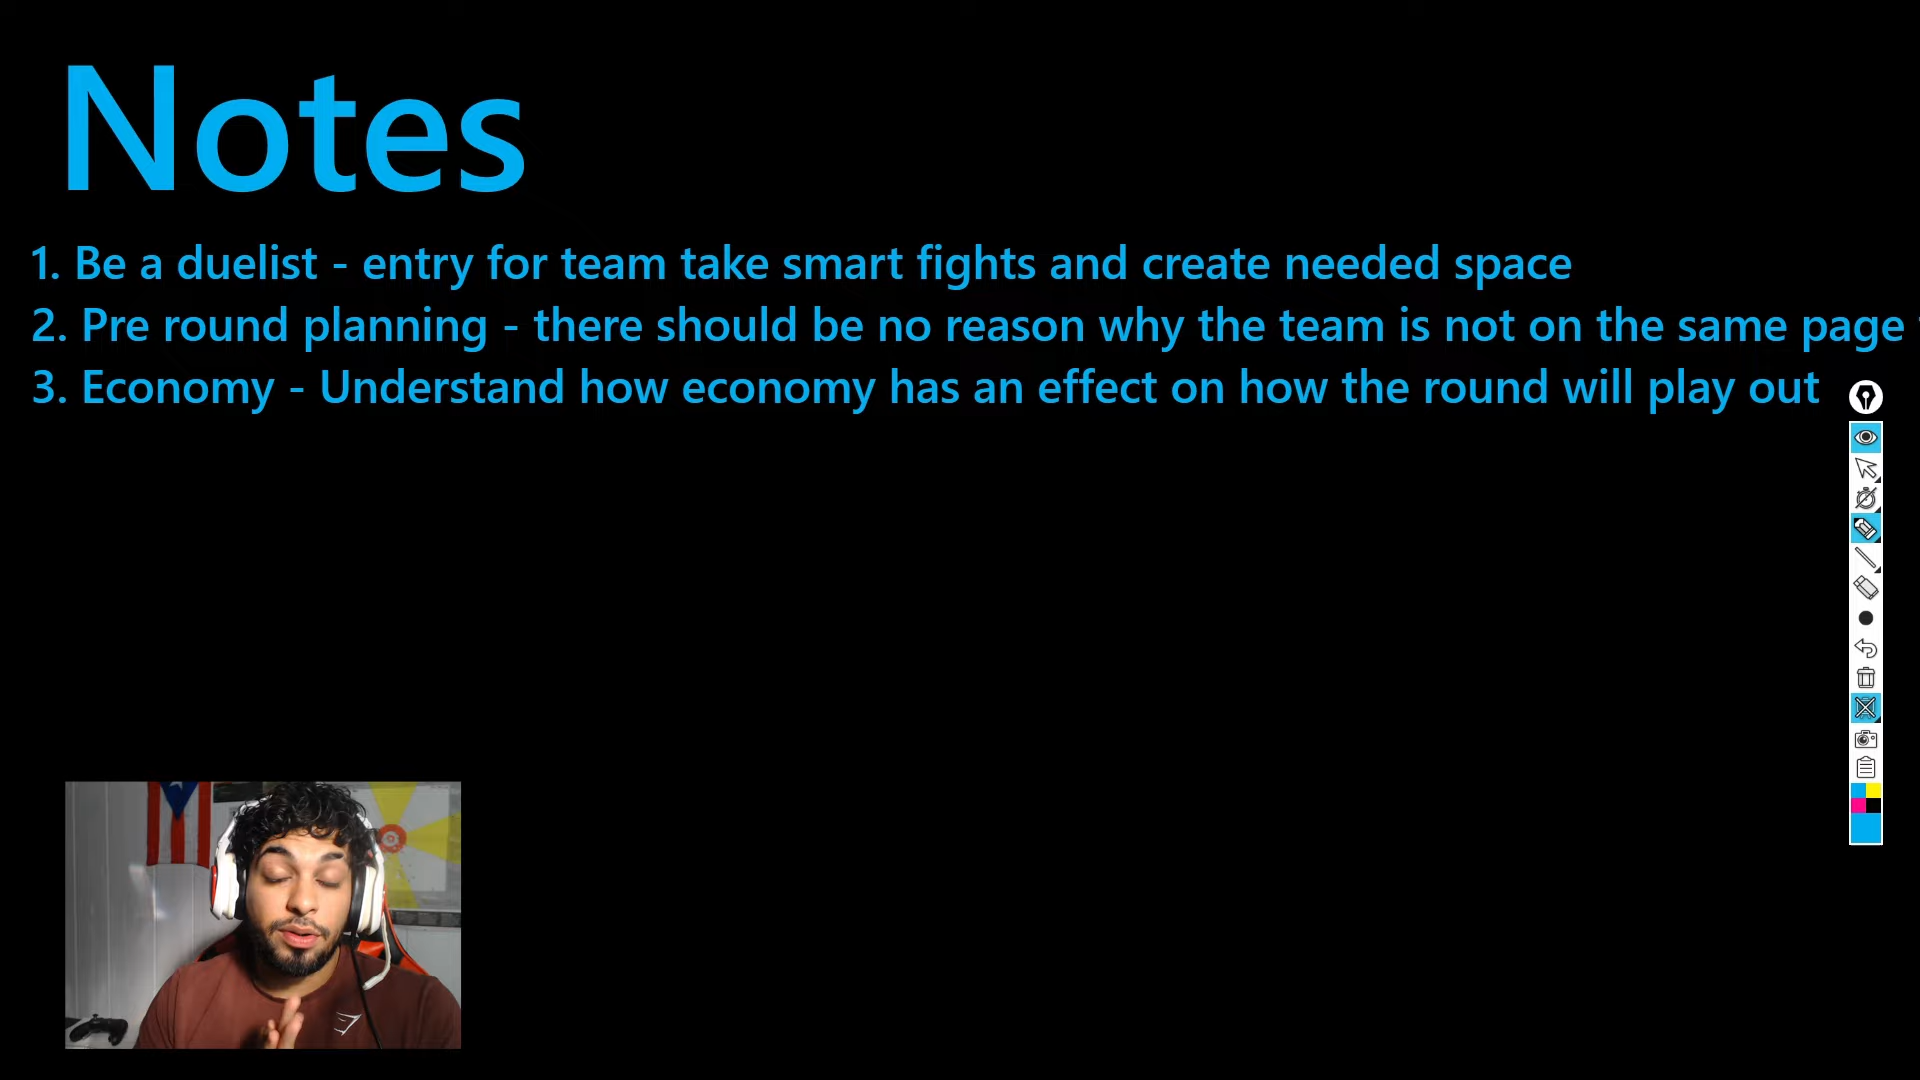 Notes
1. Be a duelist - entry for team take smart fights and create needed space
2. Pre round planning - there should be no reason why the team is not on the same page
3. Economy - Understand how economy has an effect on how the round will play out